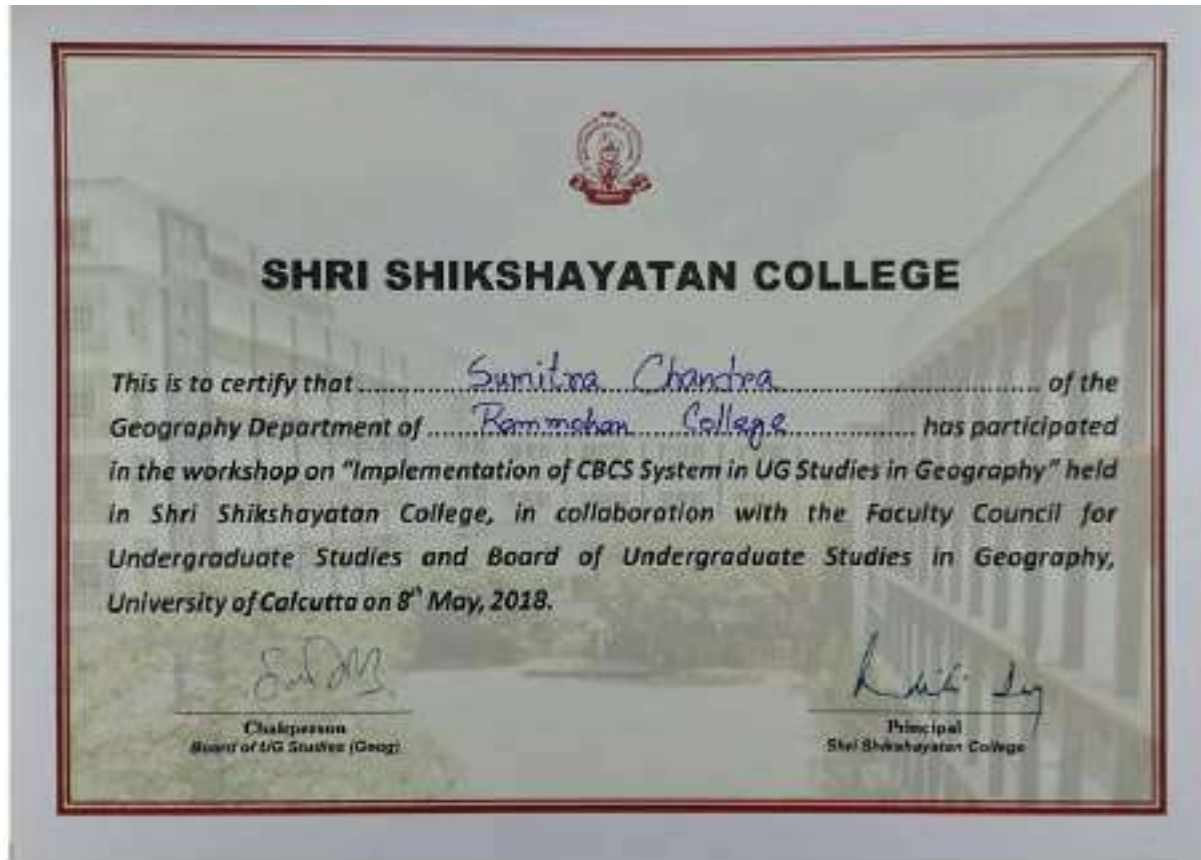 SHRI SHIKSHAYATAN COLLEGE
This is to certify that ........ Sumitra Chandra ........ of the
Geography Department of ........ Rammohan College ........ has participated
in the workshop on "Implementation of CBCS System in UG Studies in Geography" held
in Shri Shikshayatan College, in collaboration with the Faculty Council for
Undergraduate Studies and Board of Undergraduate Studies in Geography,
University of Calcutta on 8th May, 2018.
Chairperson
Board of UG Studies (Geog)
Principal
Shri Shikshayatan College